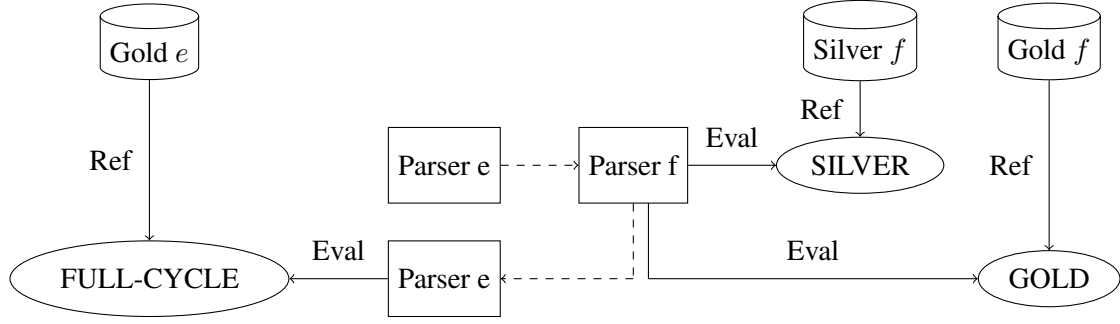 Gold e
Silver f
Gold f
Ref
Ref
Ref
Parser e
Parser f
Eval
SILVER
FULL-CYCLE
Eval
Parser e
Eval
GOLD